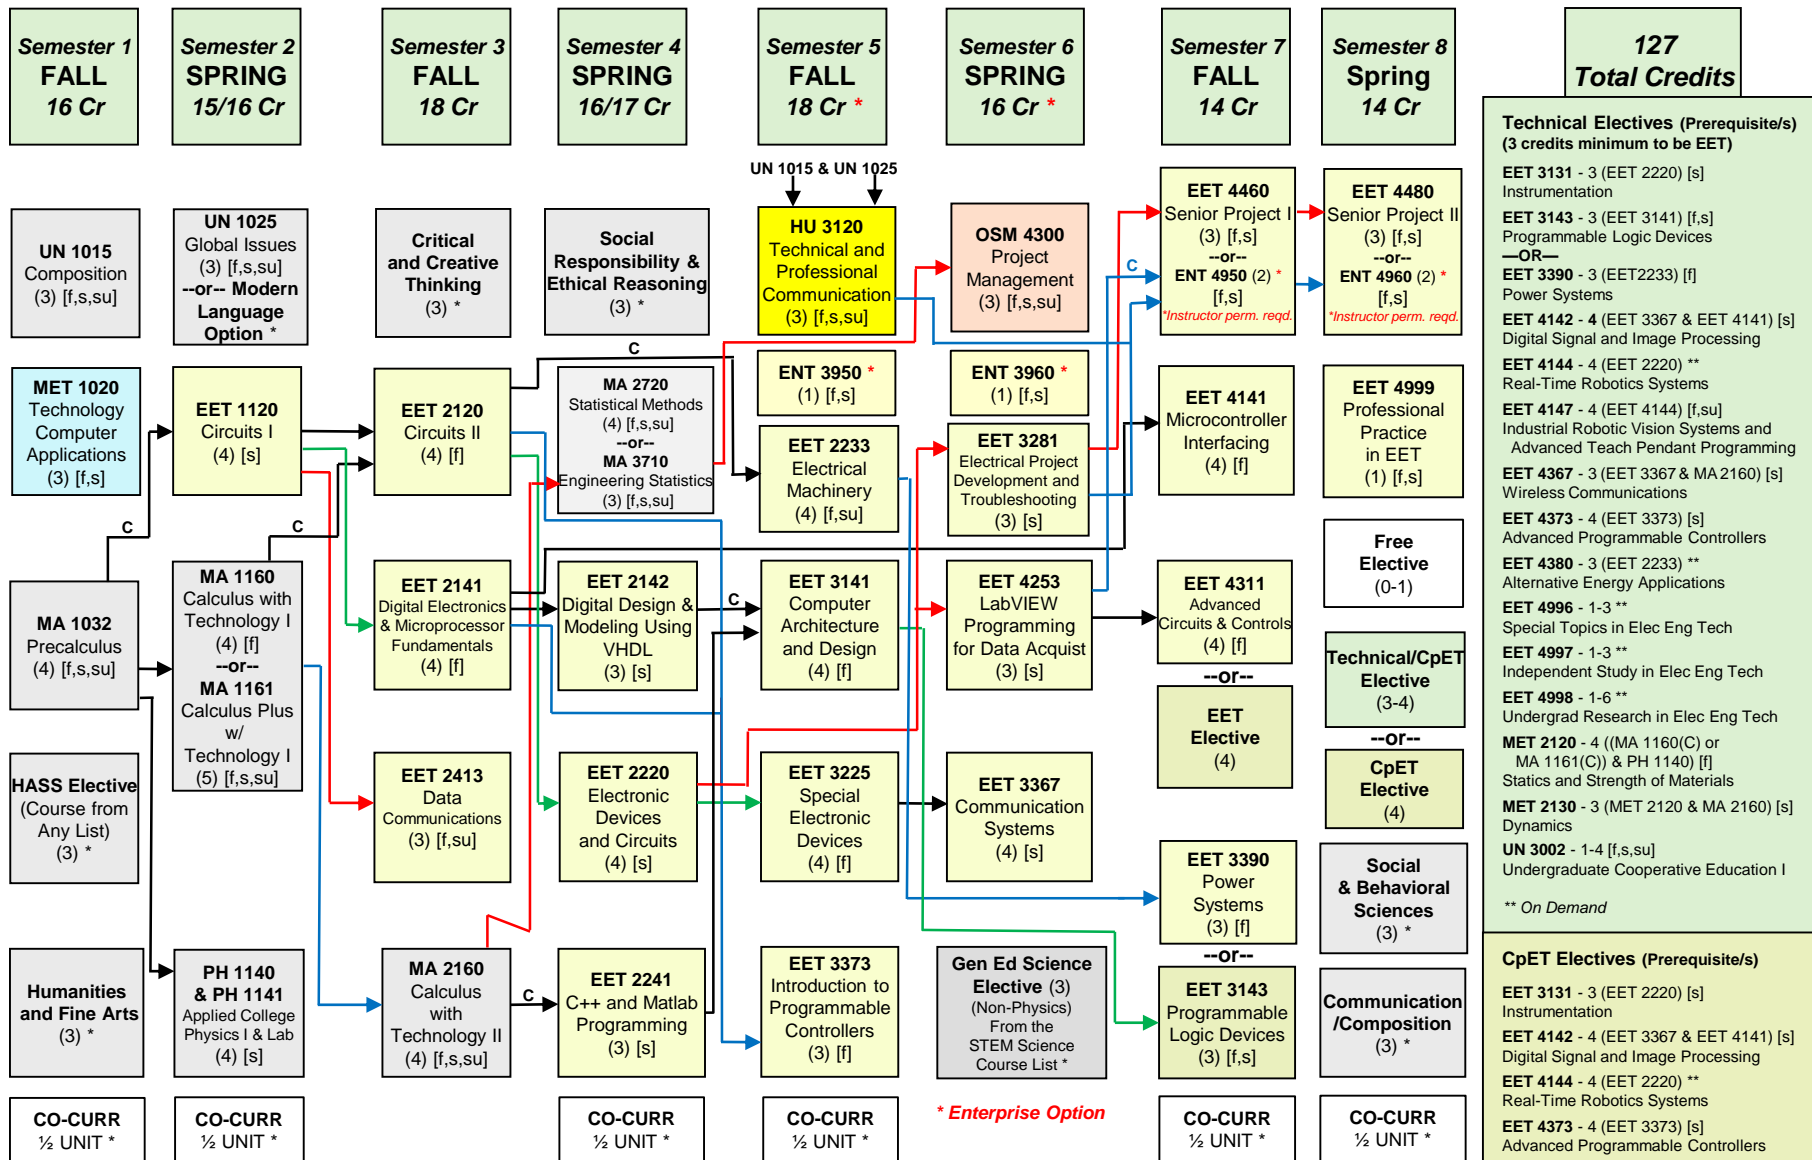 Semester 1
FALL
16 Cr
Semester 2
SPRING
15/16 Cr
Semester 3
FALL
18 Cr
Semester 4
SPRING
16/17 Cr
Semester 5
FALL
18 Cr *
Semester 6
SPRING
16 Cr *
Semester 7
FALL
14 Cr
Semester 8
Spring
14 Cr
127
Total Credits
UN 1015
Composition
(3) [f,s,su]
MET 1020
Technology
Computer
Applications
(3) [f,s]
C
MA 1032
Precalculus
(4) [f,s,su]
HASS Elective
(Course from
Any List)
(3) *
Humanities
and Fine Arts
(3) *
CO-CURR
½ UNIT *
UN 1025
Global Issues
(3) [f,s,su]
--or-- Modern
Language
Option *
EET 1120
Circuits I
(4) [s]
C
MA 1160
Calculus with
Technology I
(4) [f]
--or--
MA 1161
Calculus Plus
w/
Technology I
(5) [f,s,su]
PH 1140
& PH 1141
Applied College
Physics I & Lab
(4) [s]
CO-CURR
½ UNIT *
Critical
and Creative
Thinking
(3) *
EET 2120
Circuits II
(4) [f]
EET 2141
Digital Electronics
& Microprocessor
Fundamentals
(4) [f]
EET 2413
Data
Communications
(3) [f,su]
MA 2160
Calculus
with
Technology II
(4) [f,s,su]
C
Social
Responsibility &
Ethical Reasoning
(3) *
C
MA 2720
Statistical Methods
(4) [f,s,su]
--or--
MA 3710
Engineering Statistics
(3) [f,s,su]
EET 2142
Digital Design &
Modeling Using
VHDL
(3) [s]
C
EET 2220
Electronic
Devices
and Circuits
(4) [s]
EET 2241
C++ and Matlab
Programming
(3) [s]
CO-CURR
½ UNIT *
UN 1015 & UN 1025
HU 3120
Technical and
Professional
Communication
(3) [f,s,su]
ENT 3950 *
(1) [f,s]
EET 2233
Electrical
Machinery
(4) [f,su]
EET 3141
Computer
Architecture
and Design
(4) [f]
EET 3225
Special
Electronic
Devices
(4) [f]
EET 3373
Introduction to
Programmable
Controllers
(3) [f]
CO-CURR
½ UNIT *
OSM 4300
Project
Management
(3) [f,s,su]
ENT 3960 *
(1) [f,s]
EET 3281
Electrical Project
Development and
Troubleshooting
(3) [s]
EET 4253
LabVIEW
Programming
for Data Acquist
(3) [s]
EET 3367
Communication
Systems
(4) [s]
Gen Ed Science
Elective (3)
(Non-Physics)
From the
STEM Science
Course List *
* Enterprise Option
C
EET 4460
Senior Project I
(3) [f,s]
--or--
ENT 4950 (2) *
[f,s]
*Instructor perm. reqd.
EET 4141
Microcontroller
Interfacing
(4) [f]
EET 4311
Advanced
Circuits & Controls
(4) [f]
--or--
EET
Elective
(4)
EET 3390
Power
Systems
(3) [f]
--or--
EET 3143
Programmable
Logic Devices
(3) [f,s]
CO-CURR
½ UNIT *
EET 4480
Senior Project II
(3) [f,s]
--or--
ENT 4960 (2) *
[f,s]
*Instructor perm. reqd.
EET 4999
Professional
Practice
in EET
(1) [f,s]
Free
Elective
(0-1)
Technical/CpET
Elective
(3-4)
--or--
CpET
Elective
(4)
Social
& Behavioral
Sciences
(3) *
Communication
/Composition
(3) *
CO-CURR
½ UNIT *
Technical Electives (Prerequisite/s)
(3 credits minimum to be EET)
EET 3131 - 3 (EET 2220) [s]
Instrumentation
EET 3143 - 3 (EET 3141) [f,s]
Programmable Logic Devices
—OR—
EET 3390 - 3 (EET2233) [f]
Power Systems
EET 4142 - 4 (EET 3367 & EET 4141) [s]
Digital Signal and Image Processing
EET 4144 - 4 (EET 2220) **
Real-Time Robotics Systems
EET 4147 - 4 (EET 4144) [f,su]
Industrial Robotic Vision Systems and
Advanced Teach Pendant Programming
EET 4367 - 3 (EET 3367 & MA 2160) [s]
Wireless Communications
EET 4373 - 4 (EET 3373) [s]
Advanced Programmable Controllers
EET 4380 - 3 (EET 2233) **
Alternative Energy Applications
EET 4996 - 1-3 **
Special Topics in Elec Eng Tech
EET 4997 - 1-3 **
Independent Study in Elec Eng Tech
EET 4998 - 1-6 **
Undergrad Research in Elec Eng Tech
MET 2120 - 4 ((MA 1160(C) or
MA 1161(C)) & PH 1140) [f]
Statics and Strength of Materials
MET 2130 - 3 (MET 2120 & MA 2160) [s]
Dynamics
UN 3002 - 1-4 [f,s,su]
Undergraduate Cooperative Education I
** On Demand
CpET Electives (Prerequisite/s)
EET 3131 - 3 (EET 2220) [s]
Instrumentation
EET 4142 - 4 (EET 3367 & EET 4141) [s]
Digital Signal and Image Processing
EET 4144 - 4 (EET 2220) **
Real-Time Robotics Systems
EET 4373 - 4 (EET 3373) [s]
Advanced Programmable Controllers